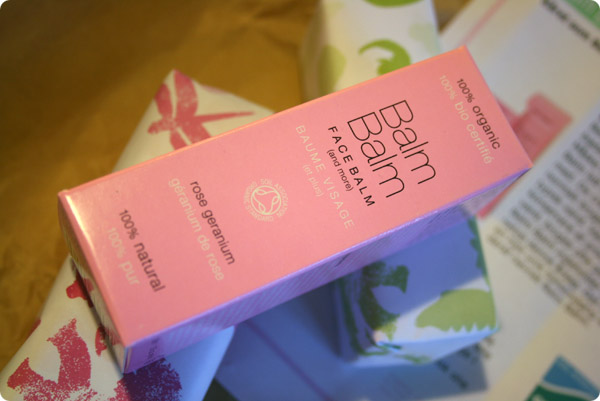 100% organic
100% bio certifié
Balm
Balm
FACE BALM
(and more)
BAUME VISAGE
(et plus)
rose geranium
géranium de rose
100% natural
100% pur